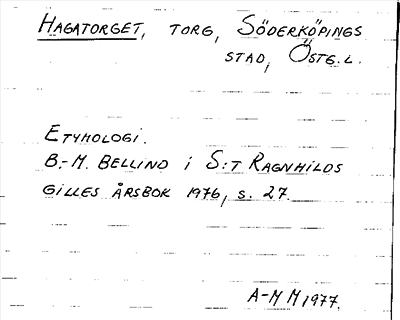 HAGATORGET, TORG, SÖDERKÖPINGS
STAD, ÖSTG.L.
ETYMOLOGI.
B.-M. BELLIND i S:T RAGNHILDS
GILLES ÅRSBOK 1976, s. 27.
A-M M 1977.